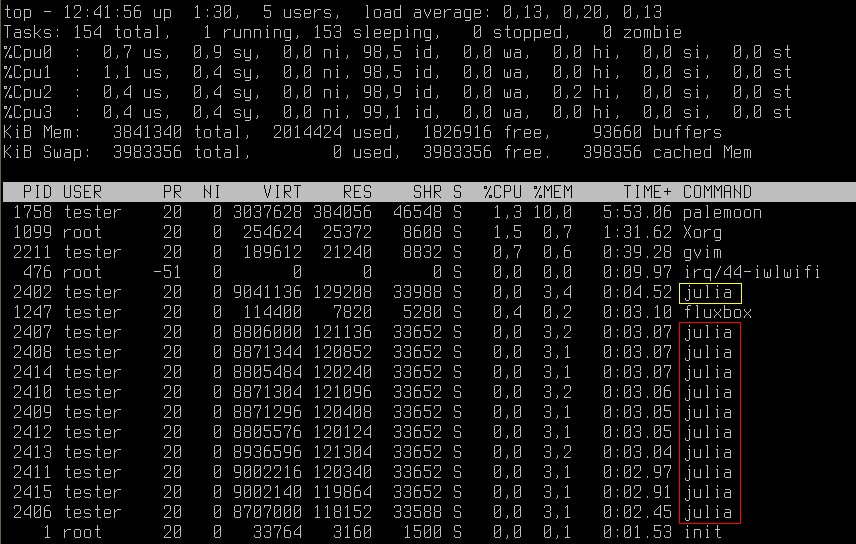 top - 12:41:56 up  1:30,  5 users,  load average: 0,13, 0,20, 0,13
Tasks: 154 total,   1 running, 153 sleeping,   0 stopped,   0 zombie
%Cpu0  :  0,7 us,  0,9 sy,  0,0 ni, 98,5 id,  0,0 wa,  0,0 hi,  0,0 si,  0,0 st
%Cpu1  :  1,1 us,  0,4 sy,  0,0 ni, 98,5 id,  0,0 wa,  0,0 hi,  0,0 si,  0,0 st
%Cpu2  :  0,4 us,  0,4 sy,  0,0 ni, 98,9 id,  0,0 wa,  0,2 hi,  0,0 si,  0,0 st
%Cpu3  :  0,4 us,  0,4 sy,  0,0 ni, 99,1 id,  0,0 wa,  0,0 hi,  0,0 si,  0,0 st
KiB Mem:   3841340 total,  2014424 used,  1826916 free,    93660 buffers
KiB Swap:  3983356 total,        0 used,  3983356 free.   398356 cached Mem
PID USER      PR  NI    VIRT    RES    SHR S  %CPU %MEM     TIME+ COMMAND
1758 tester    20   0 3037628 384056  46548 S   1,3 10,0   5:53.06 palemoon
1099 root      20   0  254624  25372   8608 S   1,5  0,7   1:31.62 Xorg
2211 tester    20   0  189612  21240   8832 S   0,7  0,6   0:39.28 gvim
476 root     -51   0       0      0      0 S   0,0  0,0   0:09.97 irq/44-iwlwifi
2402 tester    20   0 9041136 129208  33988 S   0,0  3,4   0:04.52 julia
1247 tester    20   0  114400   7820   5280 S   0,4  0,2   0:03.10 fluxbox
2407 tester    20   0 8806000 121136  33652 S   0,0  3,2   0:03.07 julia
2408 tester    20   0 8871344 120852  33652 S   0,0  3,1   0:03.07 julia
2414 tester    20   0 8805484 120240  33652 S   0,0  3,1   0:03.07 julia
2410 tester    20   0 8871304 121096  33652 S   0,0  3,2   0:03.06 julia
2409 tester    20   0 8871296 120408  33652 S   0,0  3,1   0:03.05 julia
2412 tester    20   0 8805576 120124  33652 S   0,0  3,1   0:03.05 julia
2413 tester    20   0 8936596 121304  33652 S   0,0  3,2   0:03.04 julia
2411 tester    20   0 9002216 120340  33652 S   0,0  3,1   0:02.97 julia
2415 tester    20   0 9002140 119864  33652 S   0,0  3,1   0:02.91 julia
2406 tester    20   0 8707000 118152  33588 S   0,0  3,1   0:02.45 julia
1 root      20   0   33764   3160   1500 S   0,0  0,1   0:01.53 init